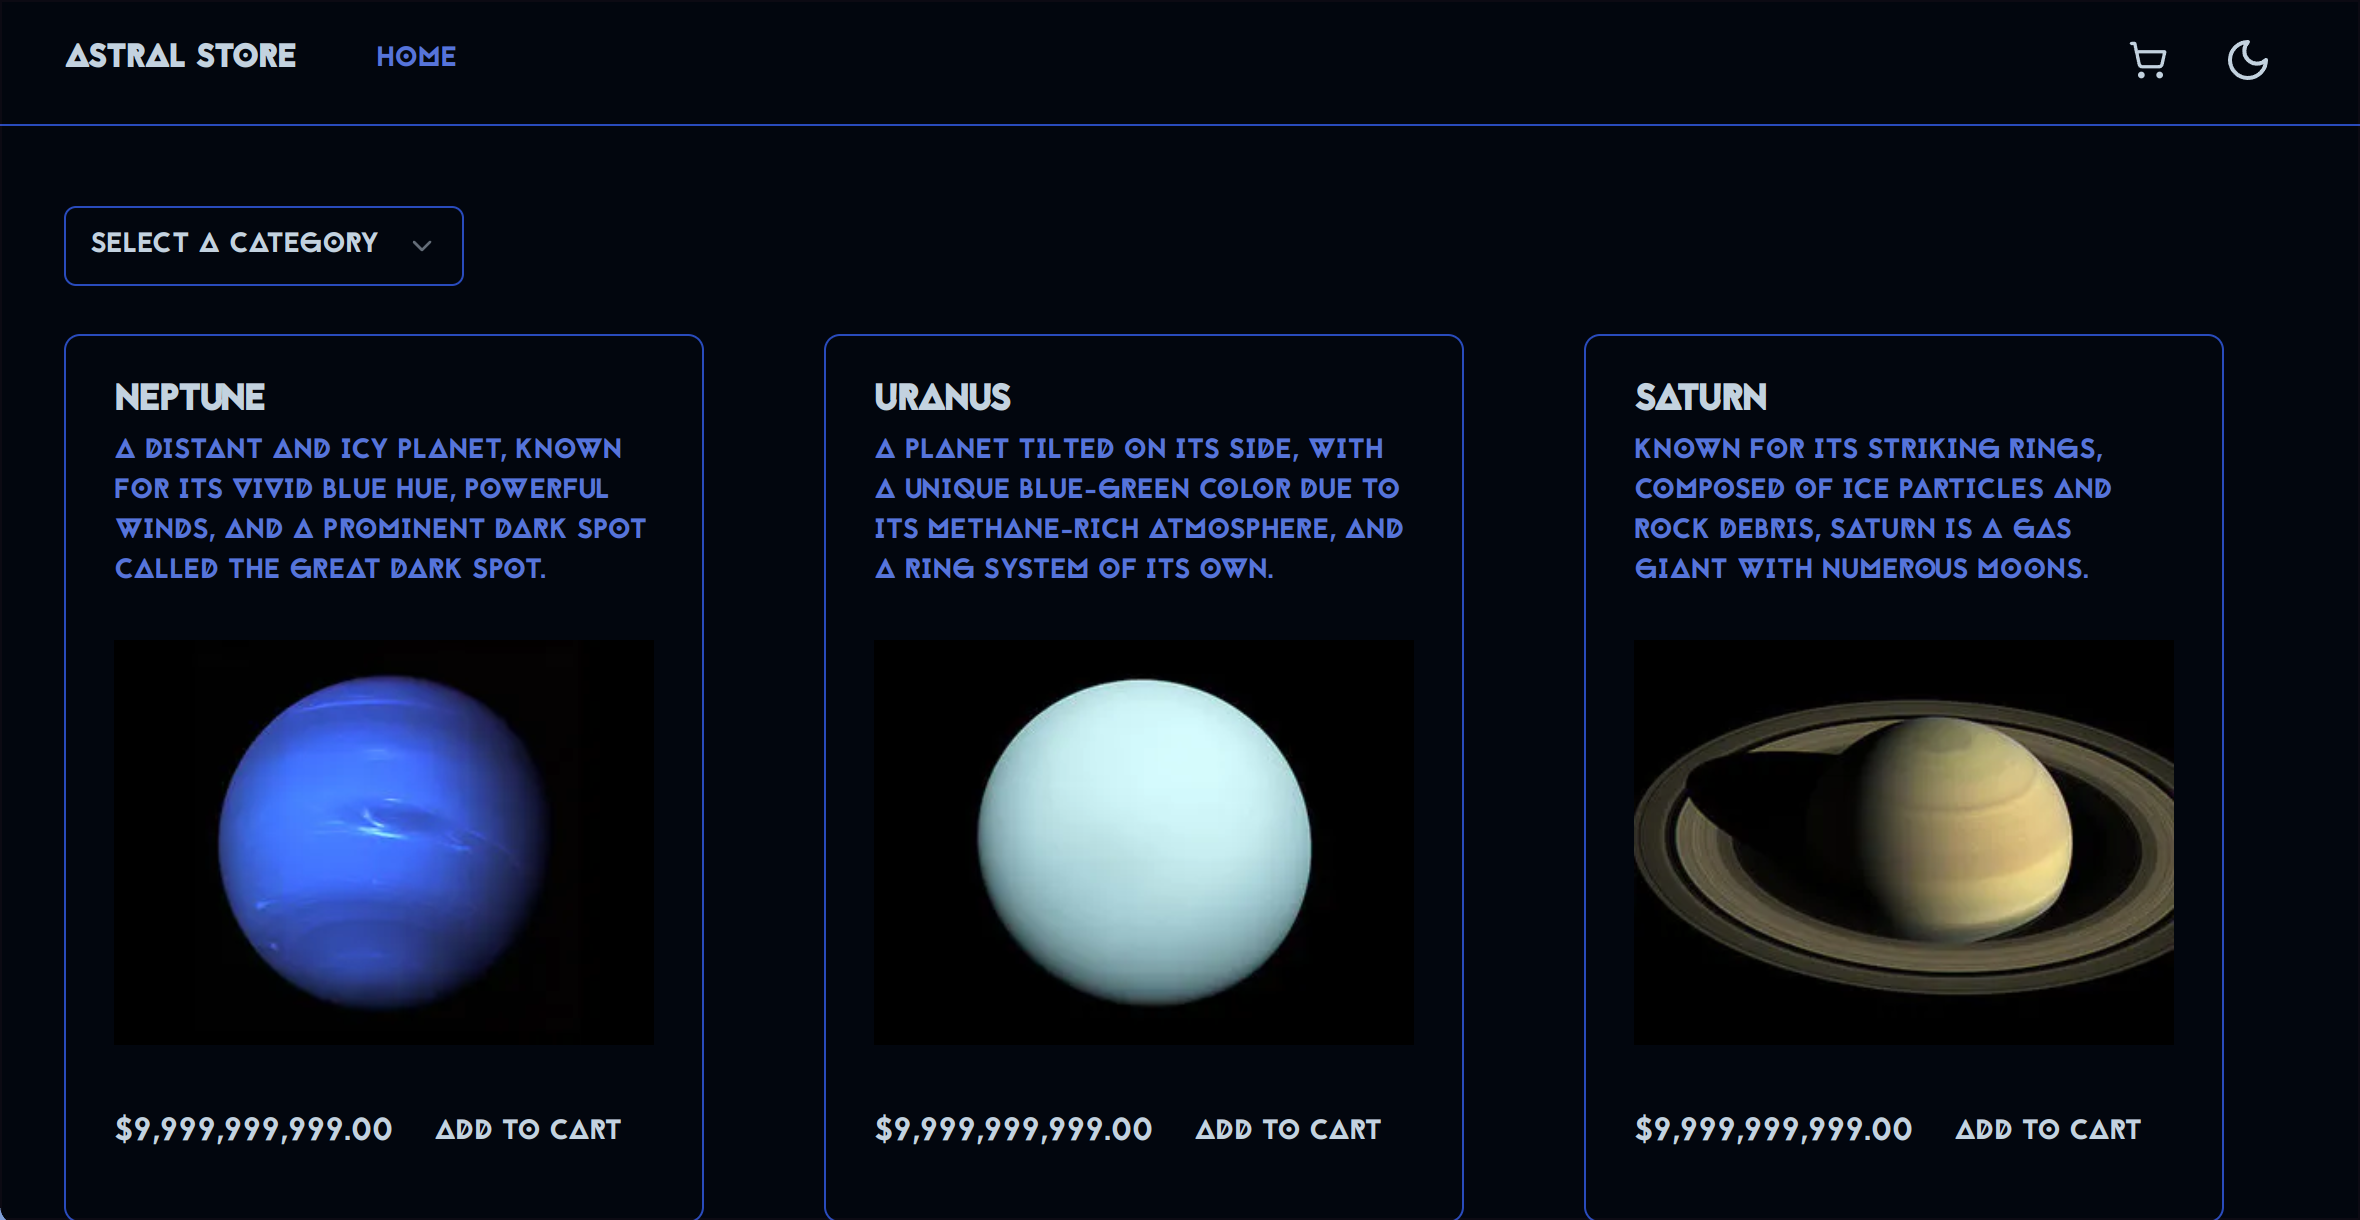 ASTRAL STORE
HOME
SELECT A CATEGORY
NEPTUNE
A DISTANT AND ICY PLANET, KNOWN
FOR ITS VIVID BLUE HUE, POWERFUL
WINDS, AND A PROMINENT DARK SPOT
CALLED THE GREAT DARK SPOT.
$9,999,999,999.00
ADD TO CART
URANUS
A PLANET TILTED ON ITS SIDE, WITH
A UNIQUE BLUE-GREEN COLOR DUE TO
ITS METHANE-RICH ATMOSPHERE, AND
A RING SYSTEM OF ITS OWN.
$9,999,999,999.00
ADD TO CART
SATURN
KNOWN FOR ITS STRIKING RINGS,
COMPOSED OF ICE PARTICLES AND
ROCK DEBRIS, SATURN IS A GAS
GIANT WITH NUMEROUS MOONS.
$9,999,999,999.00
ADD TO CART